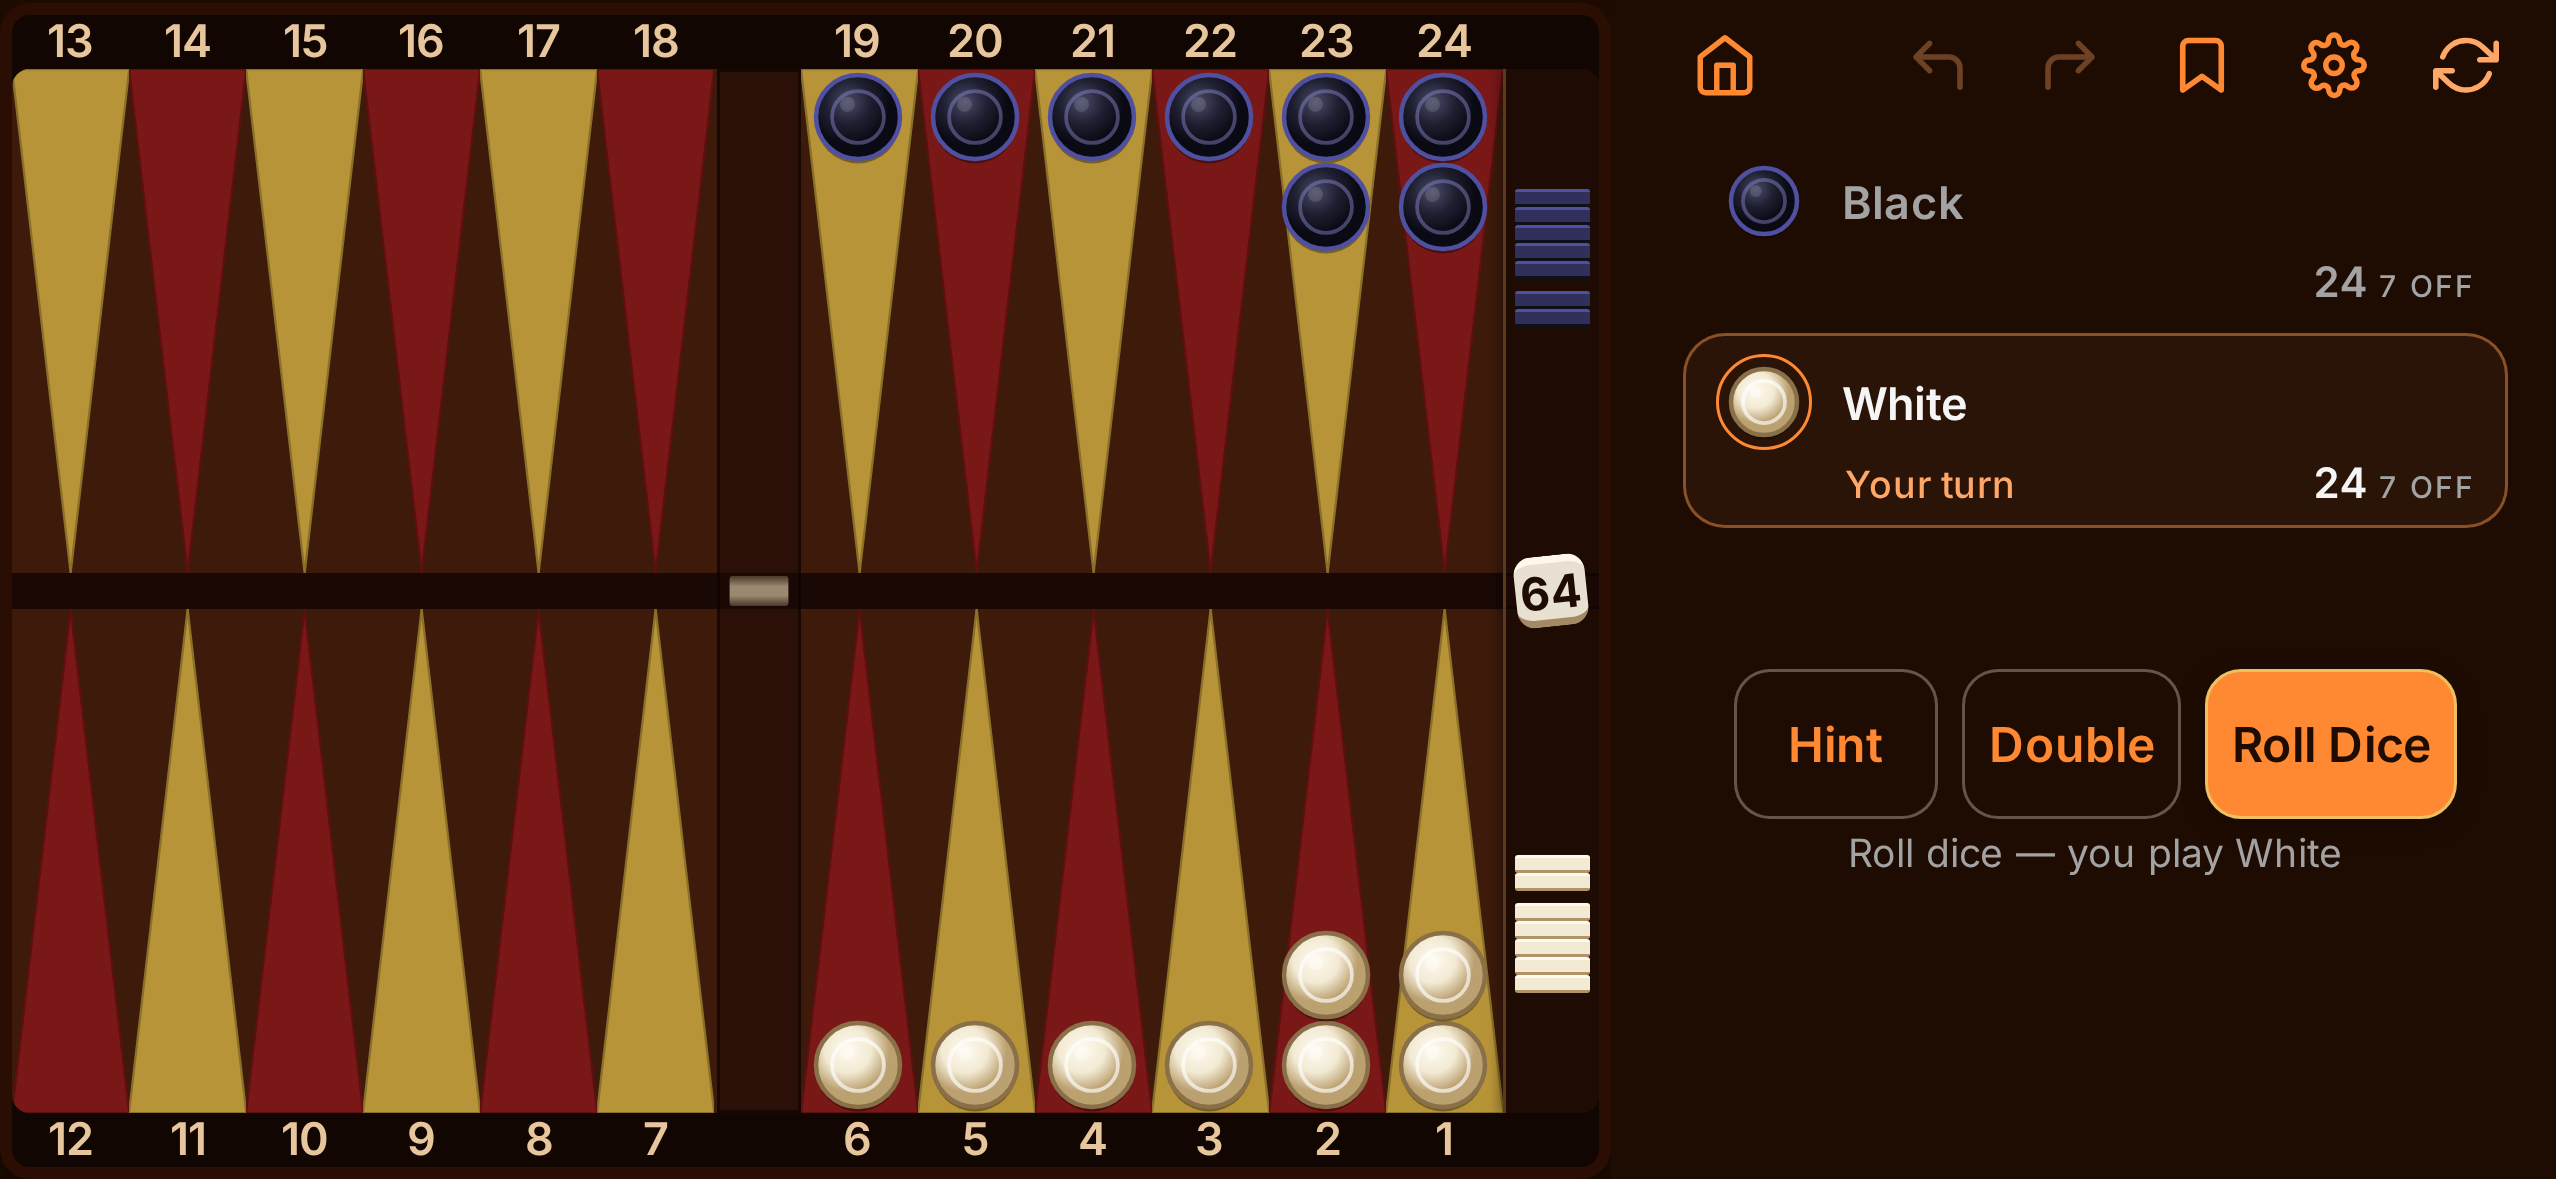 13 14 15 16 17 18 19 20 21 22 23 24
Black
24 7 OFF
White
Your turn 24 7 OFF
64
Hint Double Roll Dice
Roll dice — you play White
12 11 10 9 8 7 6 5 4 3 2 1